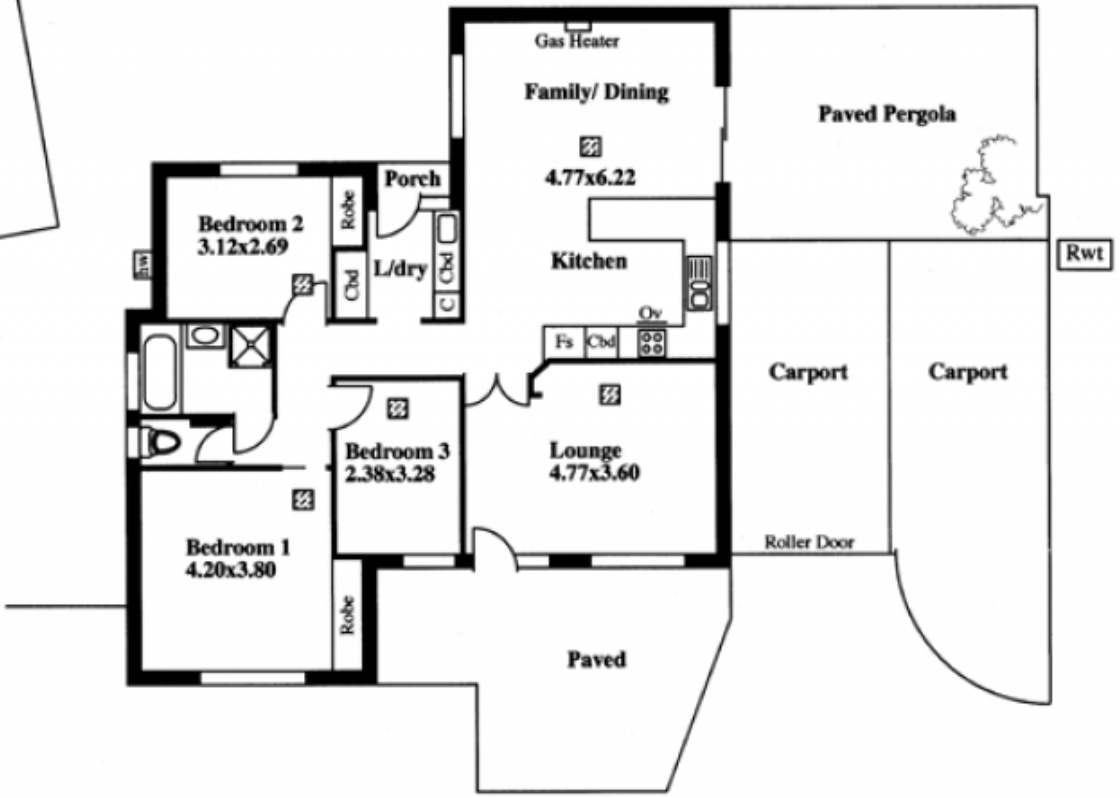 Gas Heater
Family/ Dining
4.77x6.22
Paved Pergola
Porch
Bedroom 2
3.12x2.69
Robe
Cbd
L/dry
Cbd
C
hw
Kitchen
Rwt
Ov
Fs
Cbd
Carport
Carport
Bedroom 3
2.38x3.28
Lounge
4.77x3.60
Roller Door
Bedroom 1
4.20x3.80
Robe
Paved